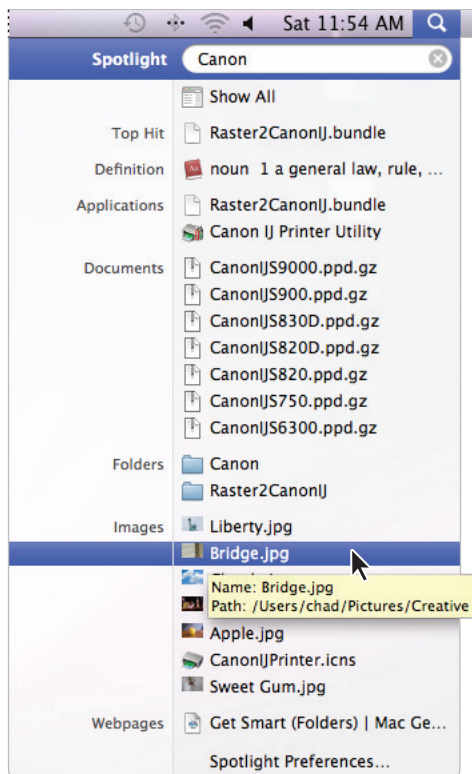 Sat 11:54 AM
Spotlight Canon
Show All
Top Hit Raster2CanonIJ.bundle
Definition noun 1 a general law, rule, ...
Applications Raster2CanonIJ.bundle
Canon IJ Printer Utility
Documents CanonIJS9000.ppd.gz
CanonIJS900.ppd.gz
CanonIJS830D.ppd.gz
CanonIJS820D.ppd.gz
CanonIJS820.ppd.gz
CanonIJS750.ppd.gz
CanonIJS6300.ppd.gz
Folders Canon
Raster2CanonIJ
Images Liberty.jpg
Bridge.jpg
Name: Bridge.jpg
Path: /Users/chad/Pictures/Creative
Apple.jpg
CanonIJPrinter.icns
Sweet Gum.jpg
Webpages Get Smart (Folders) | Mac Ge...
Spotlight Preferences...